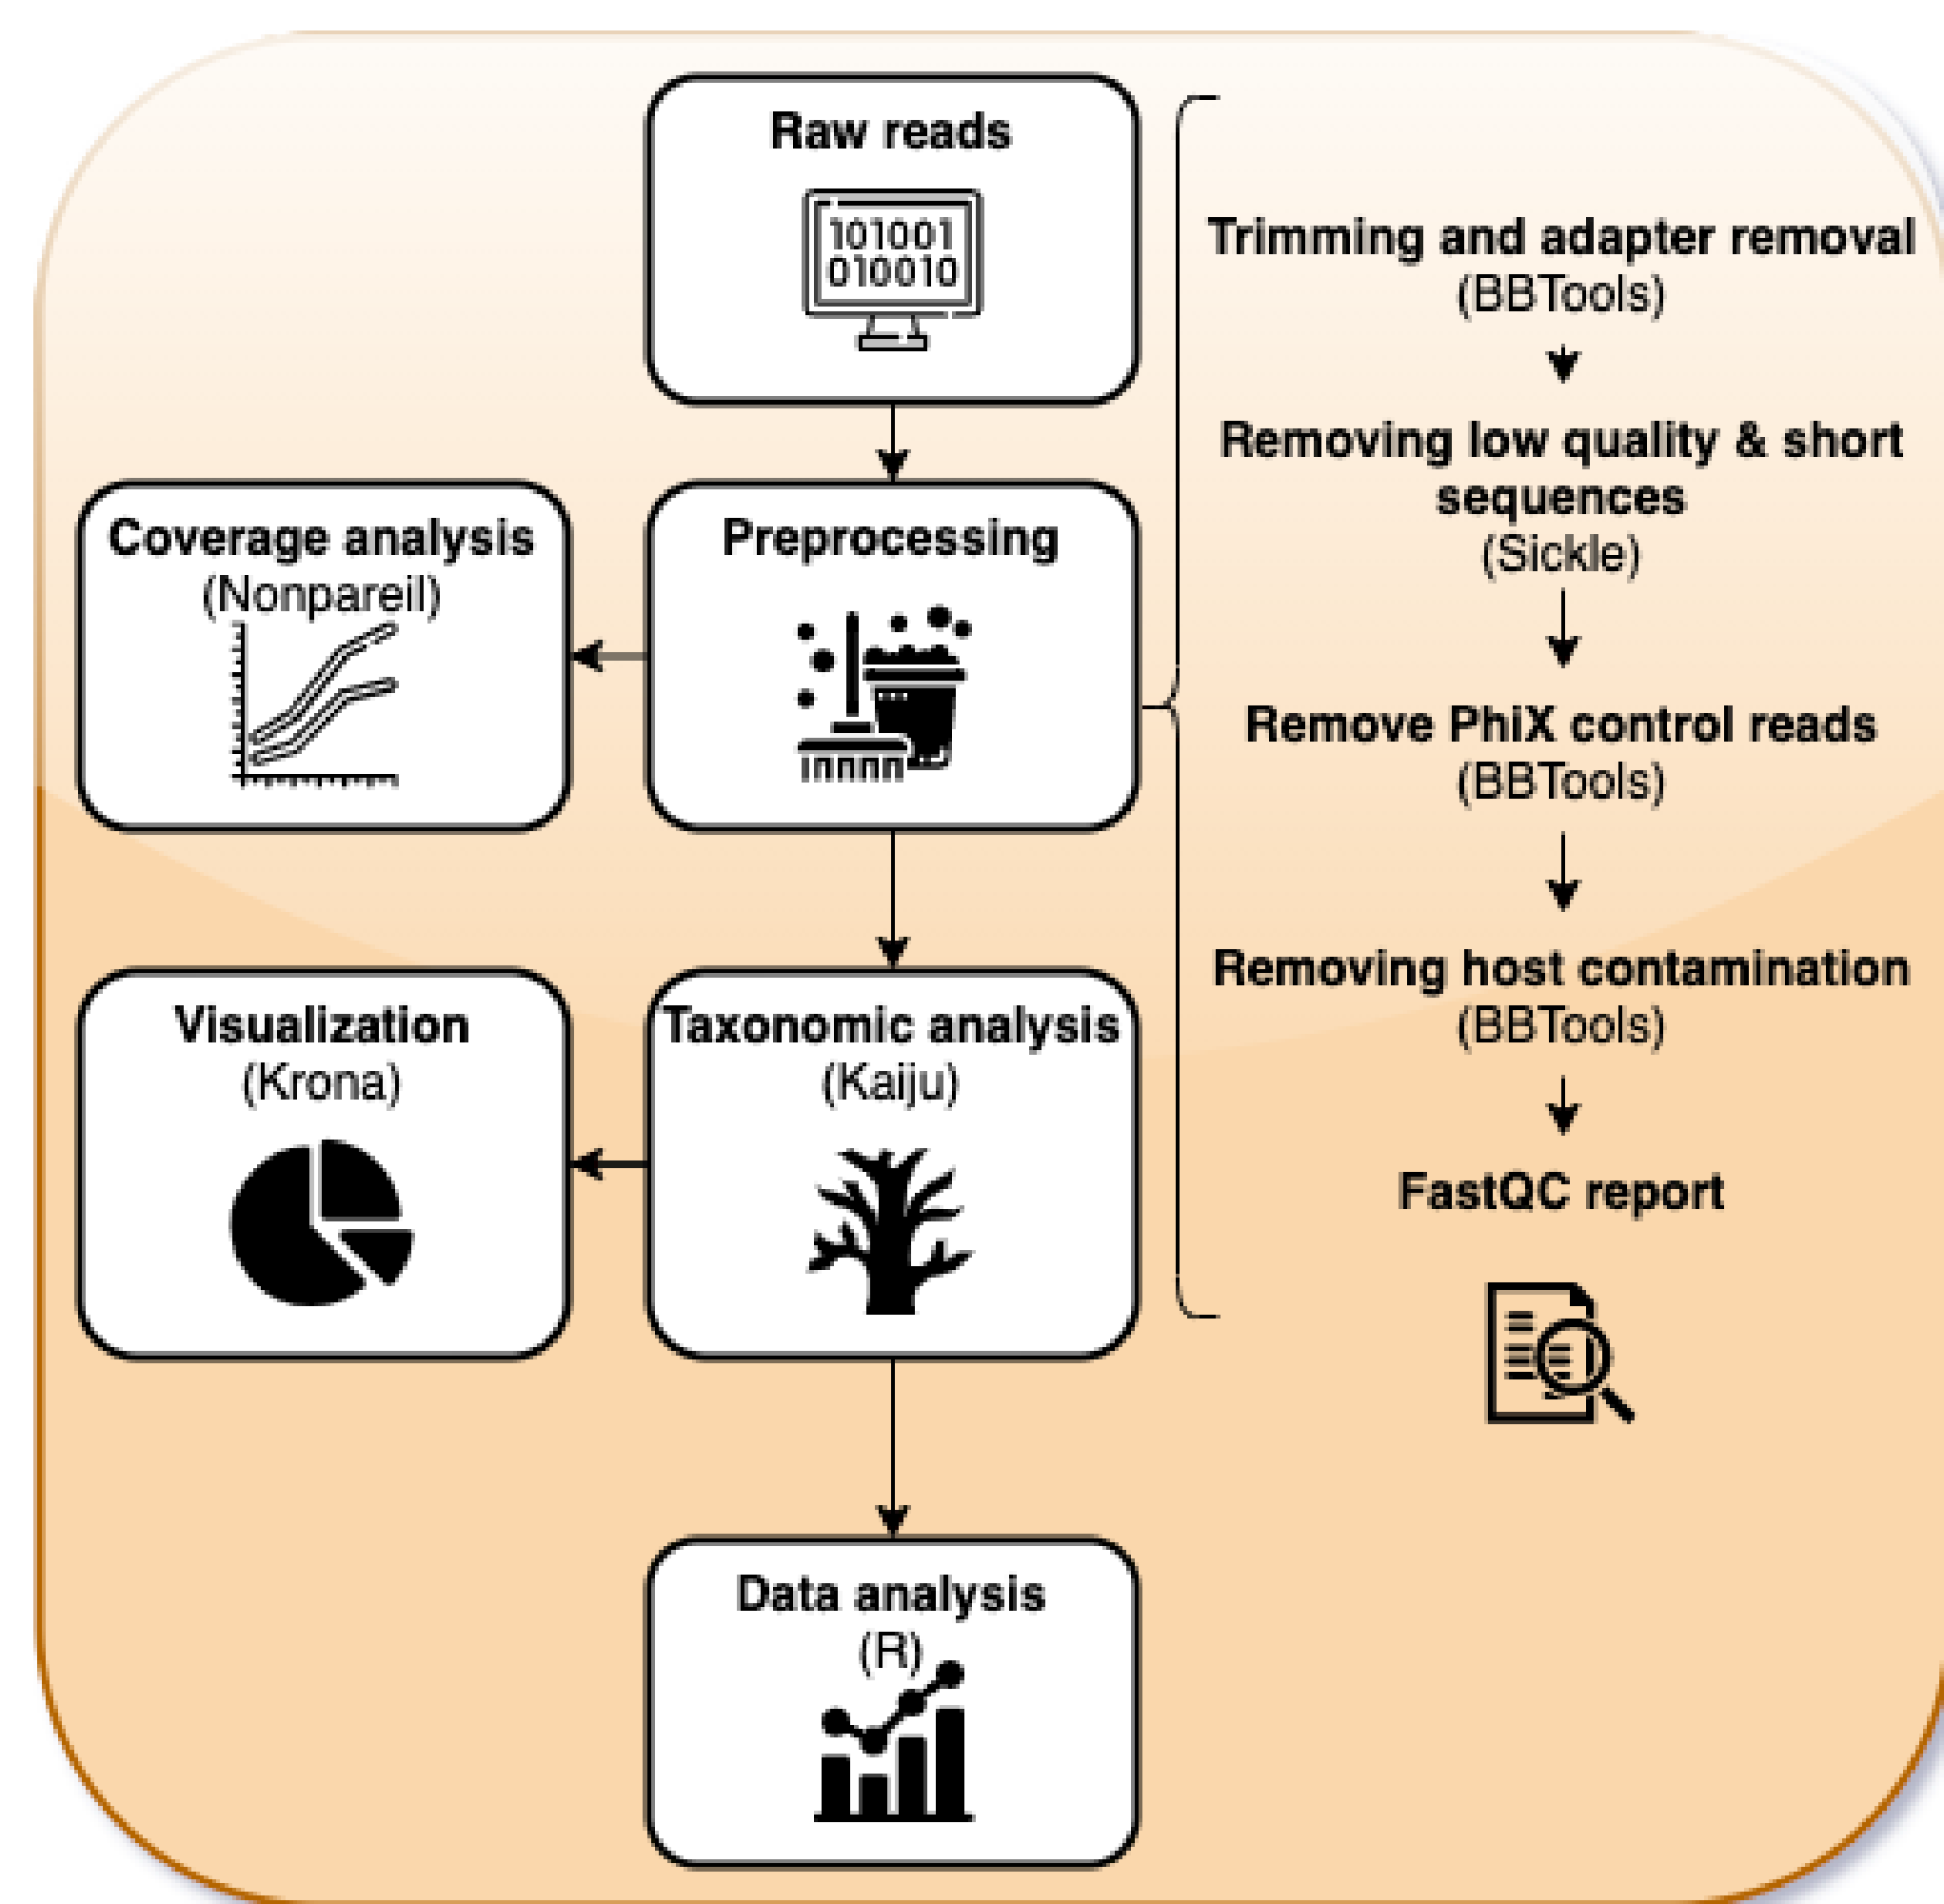 Raw reads
101001
010010
Trimming and adapter removal
(BBTools)
Removing low quality & short
sequences
(Sickle)
Remove PhiX control reads
(BBTools)
Removing host contamination
(BBTools)
FastQC report
Coverage analysis
(Nonpareil)
Preprocessing
Visualization
(Krona)
Taxonomic analysis
(Kaiju)
Data analysis
(R)